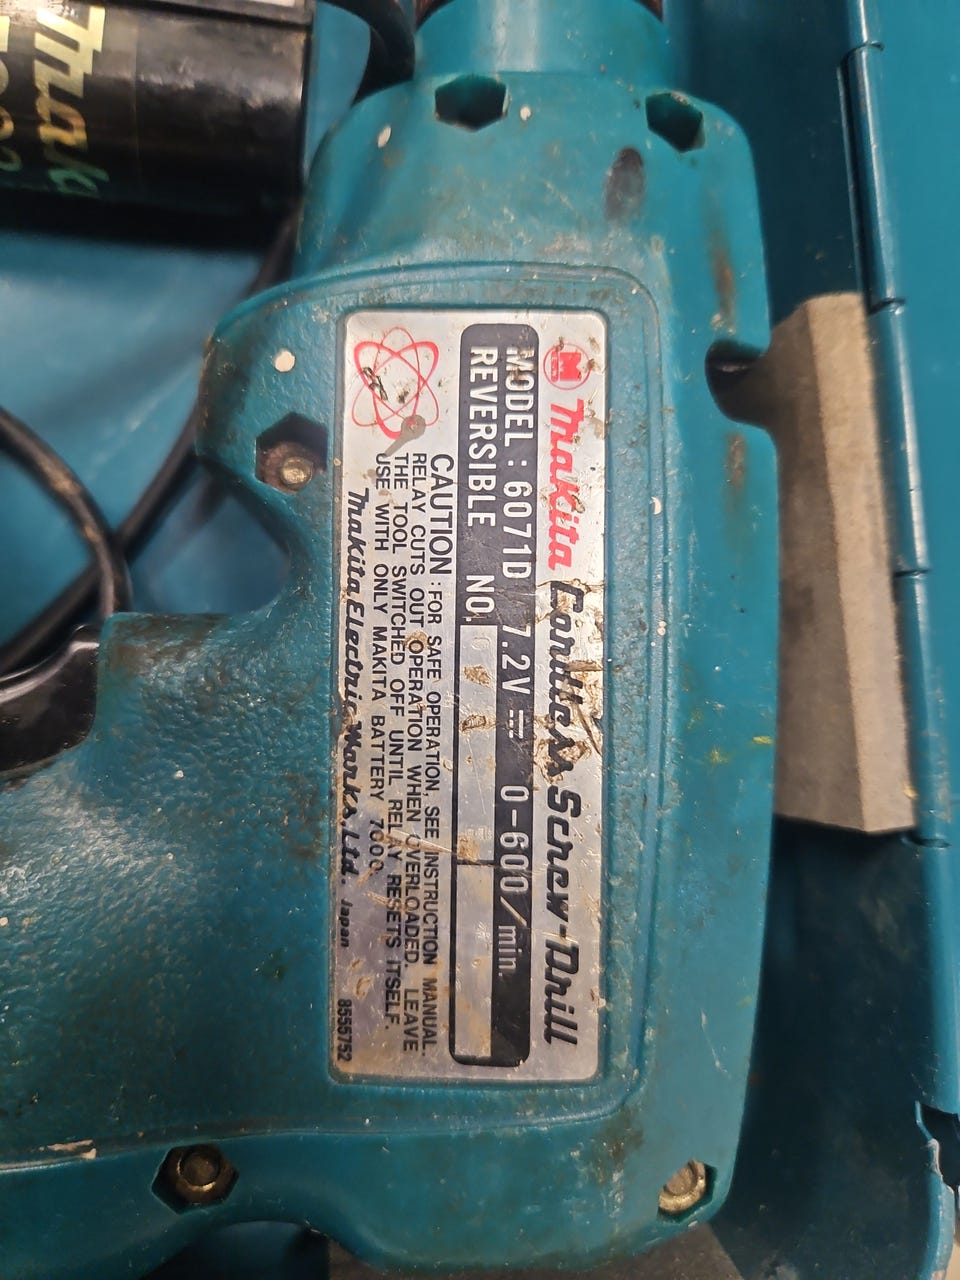 Makita Cordless Screw-Drill
MODEL : 6071D 7.2V ⎓ 0-600/min.
REVERSIBLE NO.
CAUTION : FOR SAFE OPERATION. SEE INSTRUCTION MANUAL.
RELAY CUTS OUT OPERATION WHEN OVERLOADED. LEAVE
THE TOOL SWITCHED OFF UNTIL RELAY RESETS ITSELF.
USE WITH ONLY MAKITA BATTERY 7000.
Makita Electric Works, Ltd. Japan
8555752